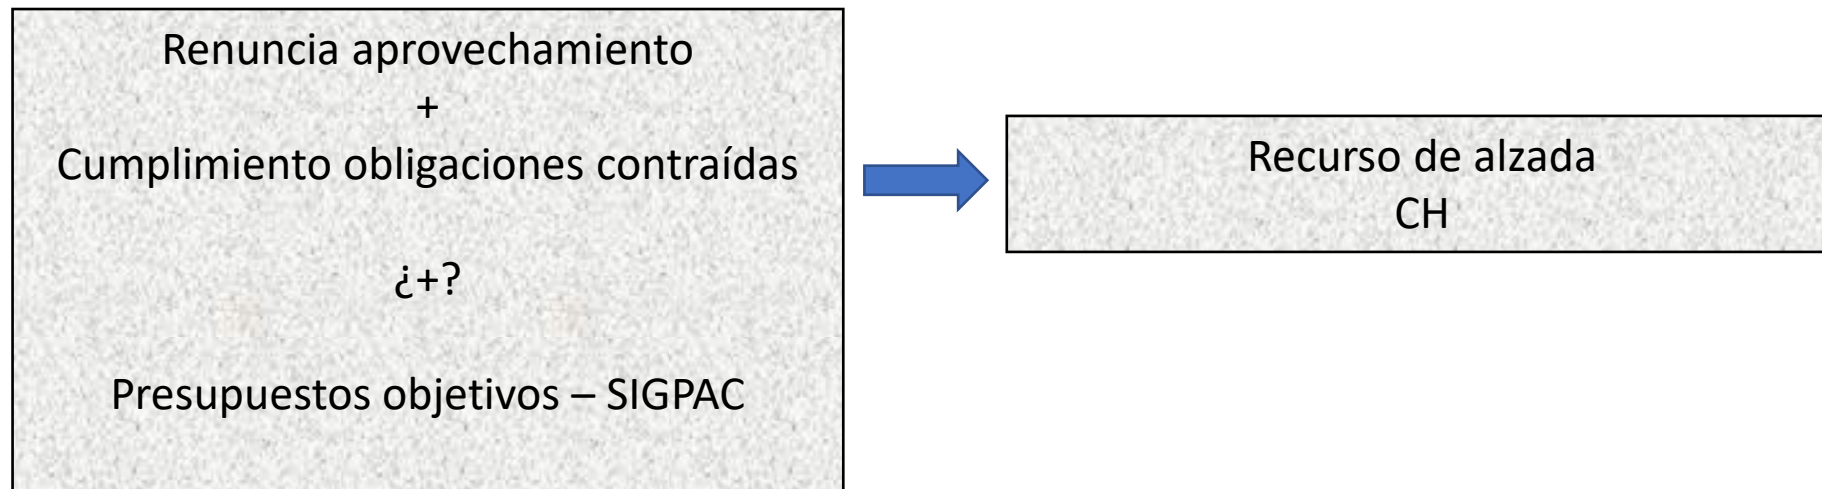 Renuncia aprovechamiento
+
Cumplimiento obligaciones contraídas
¿+?
Presupuestos objetivos – SIGPAC
Recurso de alzada
CH